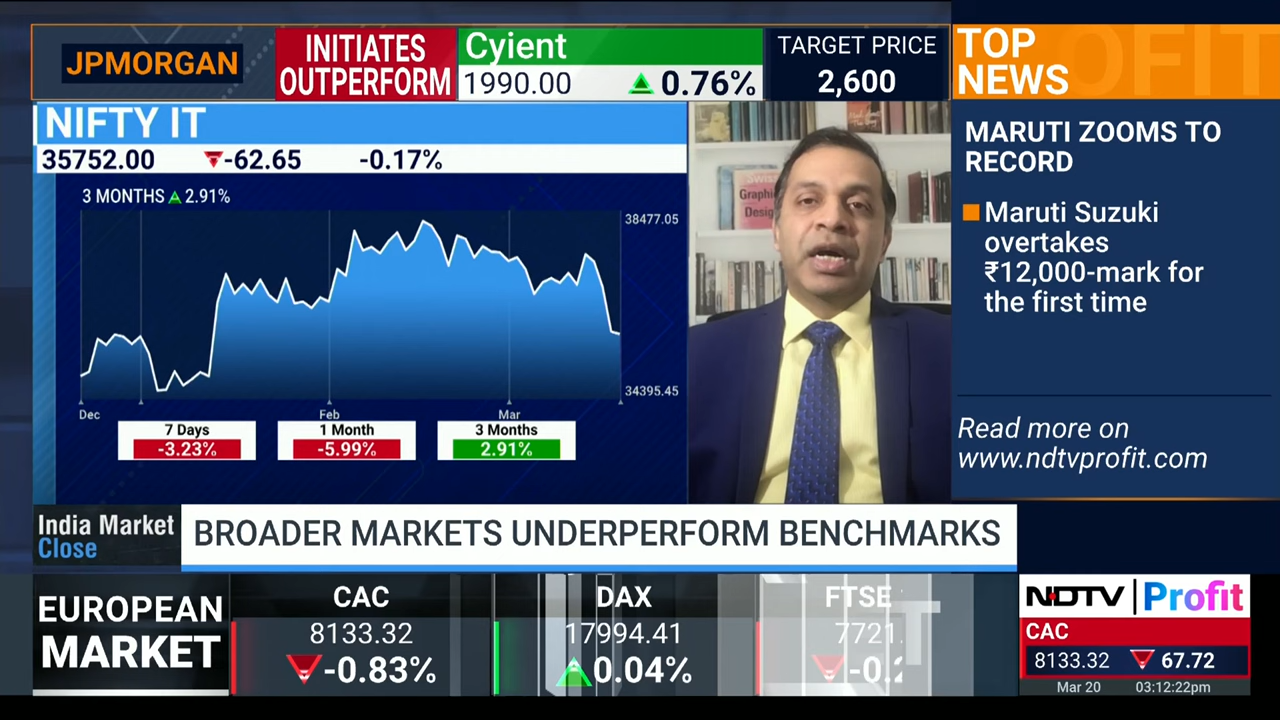 JPMORGAN
INITIATES
OUTPERFORM
Cyient
1990.00 0.76%
TARGET PRICE
2,600
TOP
NEWS
NIFTY IT
35752.00 -62.65 -0.17%
3 MONTHS 2.91%
38477.05
34395.45
Dec Feb Mar
7 Days 1 Month 3 Months
-3.23% -5.99% 2.91%
Graphic
Design
MARUTI ZOOMS TO
RECORD
Maruti Suzuki
overtakes
₹12,000-mark for
the first time
Read more on
www.ndtvprofit.com
India Market
Close
BROADER MARKETS UNDERPERFORM BENCHMARKS
EUROPEAN
MARKET
CAC
8133.32
-0.83%
DAX
17994.41
0.04%
FTSE
7721.
NDTV Profit
CAC
8133.32 67.72
Mar 20 03:12:22pm